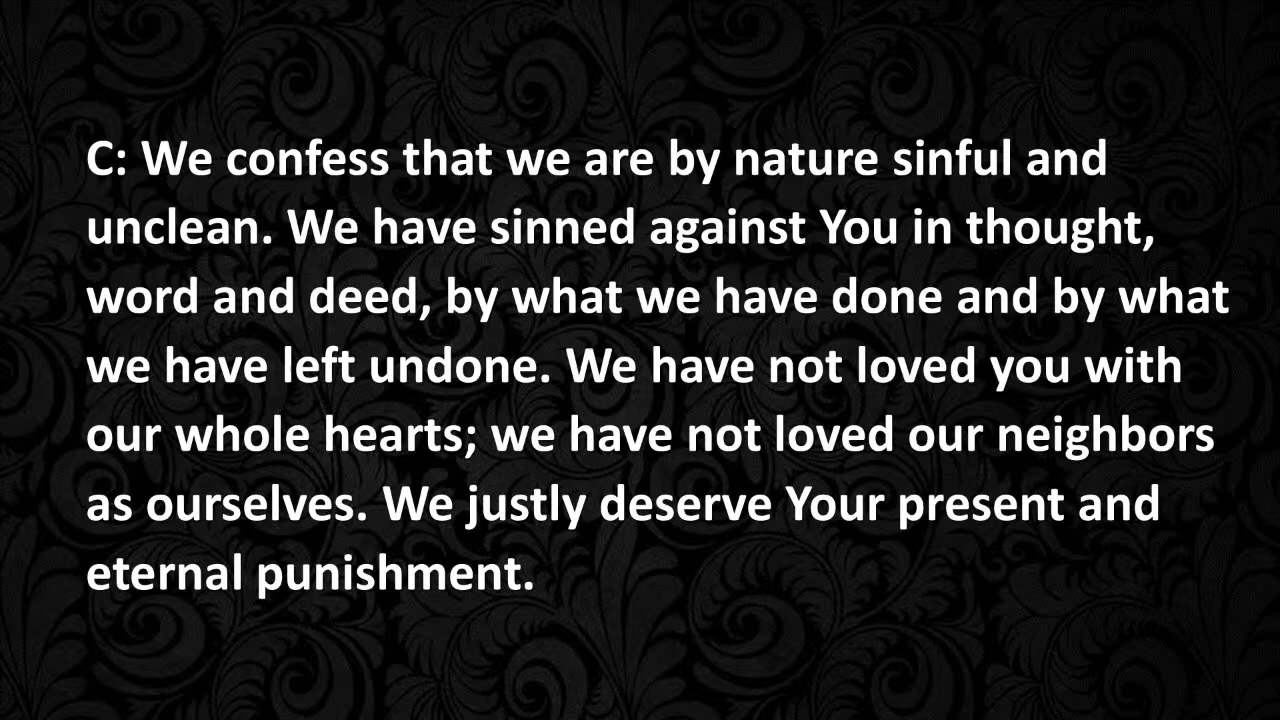 C: We confess that we are by nature sinful and
unclean. We have sinned against You in thought,
word and deed, by what we have done and by what
we have left undone. We have not loved you with
our whole hearts; we have not loved our neighbors
as ourselves. We justly deserve Your present and
eternal punishment.